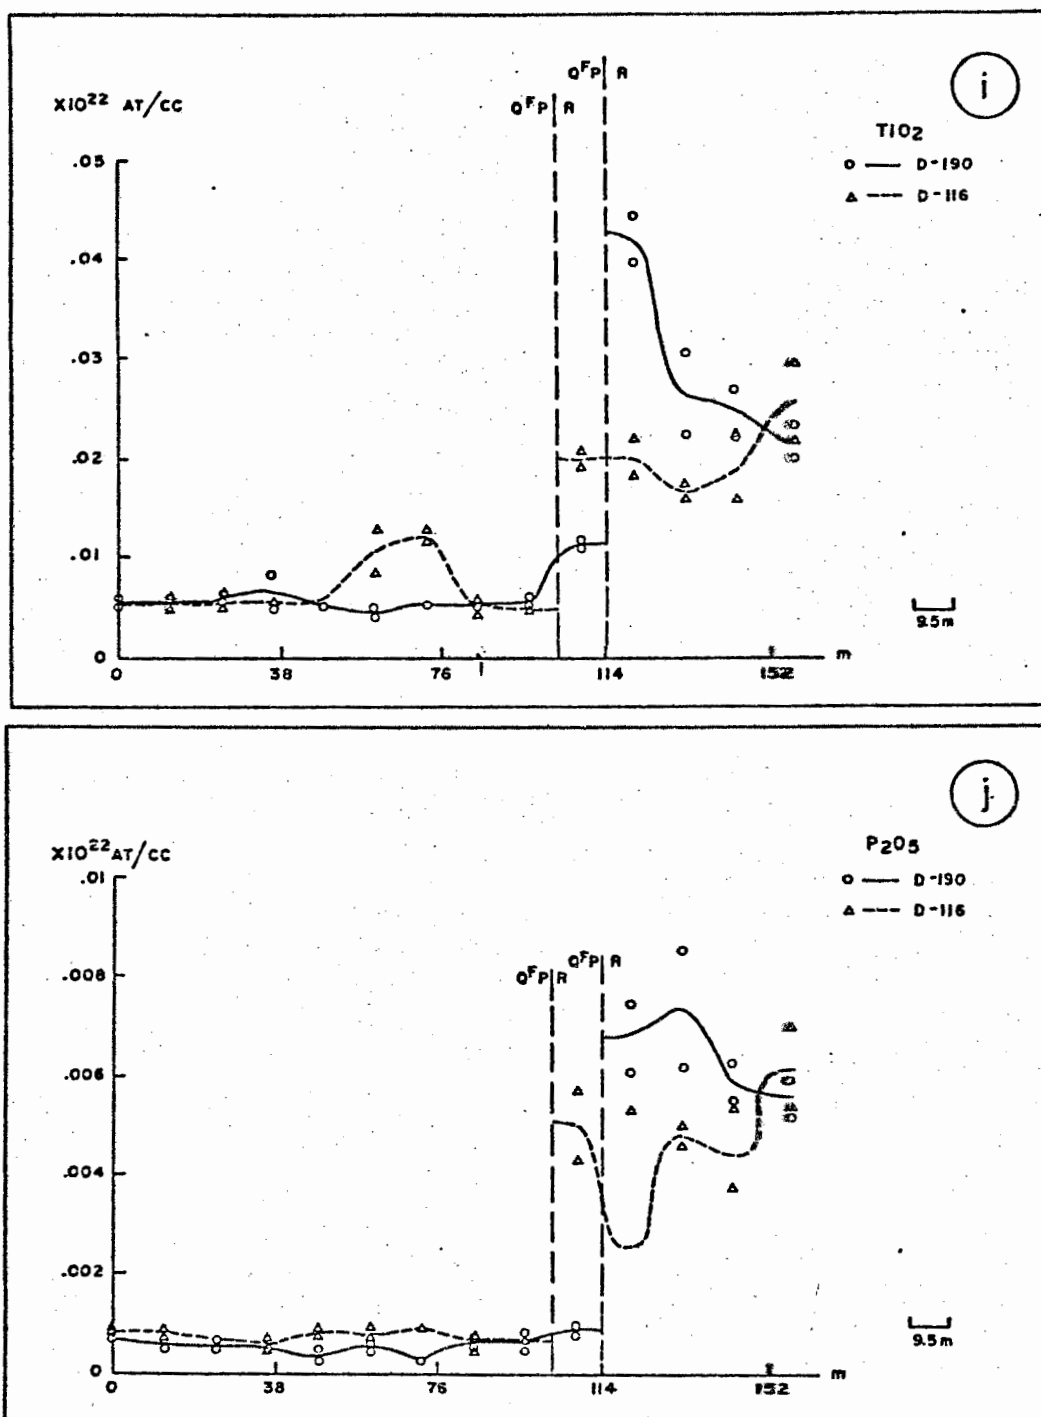 i
QFP R
QFP R
X10²² AT/CC
TiO2
D-190
D-116
.05
.04
.03
.02
.01
0
0 38 76 114 152 m
9.5m
j
X10²² AT/CC
P2O5
D-190
D-116
.01
QFP R
QFP R
.008
.006
.004
.002
0
0 38 76 114 152 m
9.5m